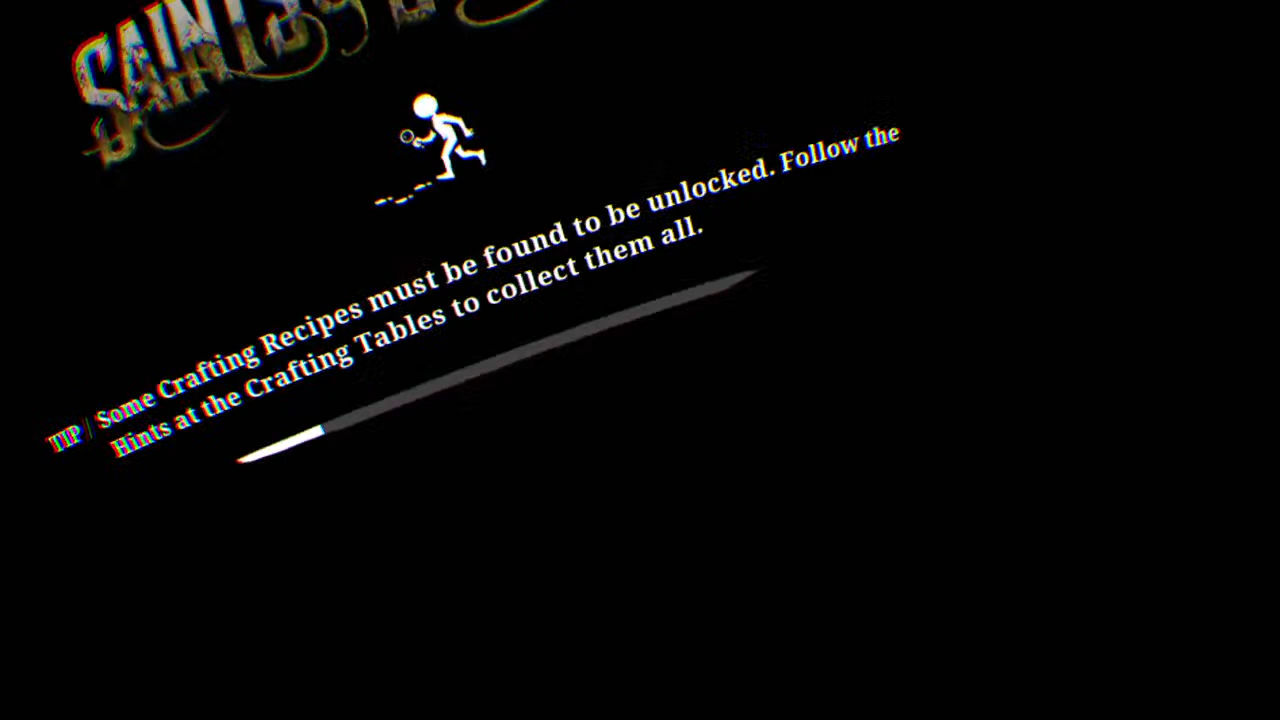 SAINTS
TIP | Some Crafting Recipes must be found to be unlocked. Follow the
Hints at the Crafting Tables to collect them all.